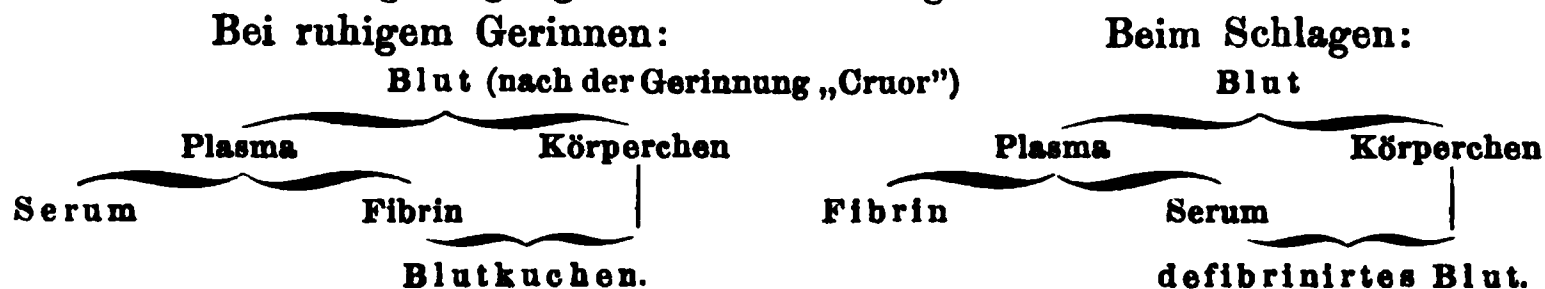 Bei ruhigem Gerinnen: Beim Schlagen:
Blut (nach der Gerinnung „Cruor”) Blut
Plasma Körperchen Plasma Körperchen
Serum Fibrin Fibrin Serum
Blutkuchen. defibrinirtes Blut.